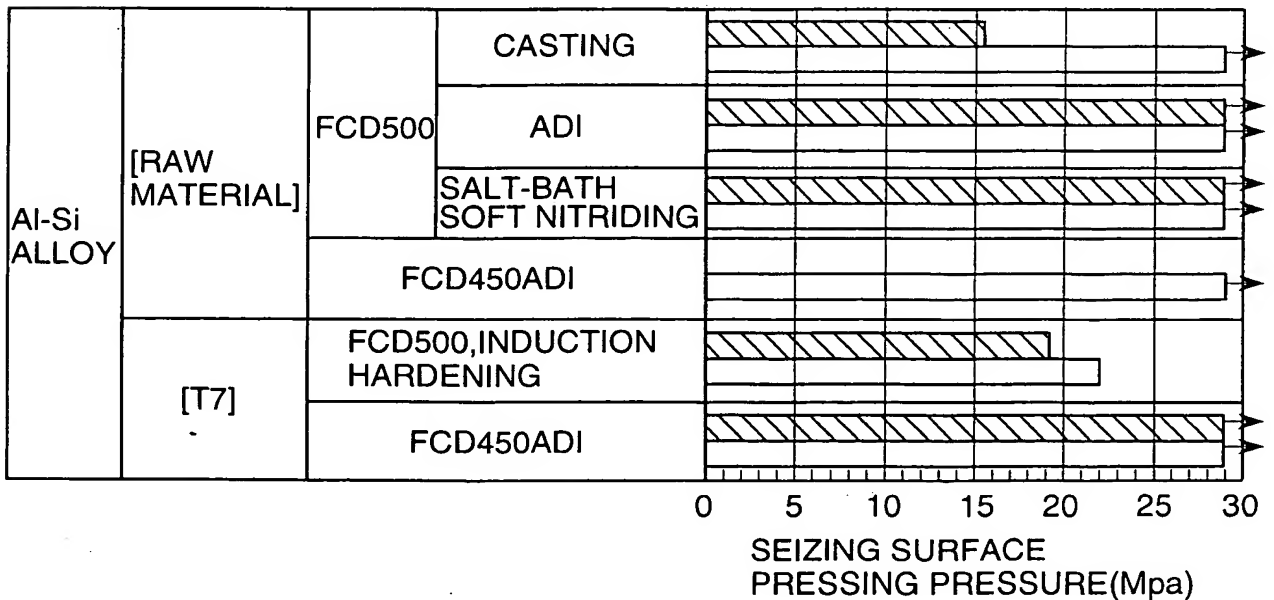 Al-Si
ALLOY
[RAW
MATERIAL]
FCD500
CASTING
ADI
SALT-BATH
SOFT NITRIDING
FCD450ADI
[T7]
FCD500,INDUCTION
HARDENING
FCD450ADI
0 5 10 15 20 25 30
SEIZING SURFACE
PRESSING PRESSURE(Mpa)